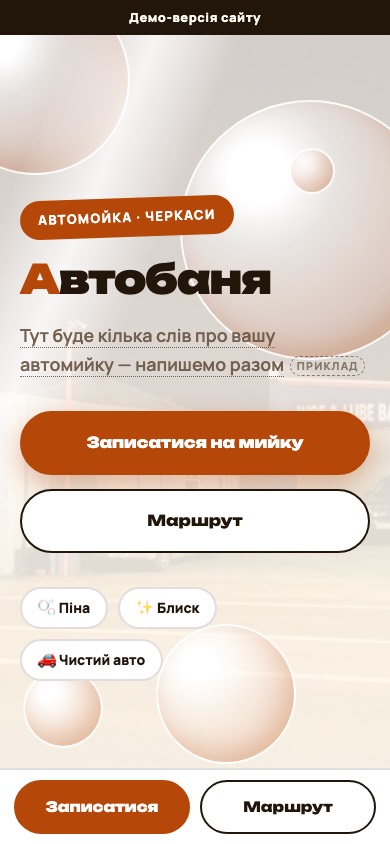 Демо-версія сайту
АВТОМОЙКА · ЧЕРКАСИ
Автобаня
Тут буде кілька слів про вашу
автомийку — напишемо разом ПРИКЛАД
Записатися на мийку
Маршрут
🫧 Піна ✨ Блиск
🚗 Чистий авто
Записатися Маршрут